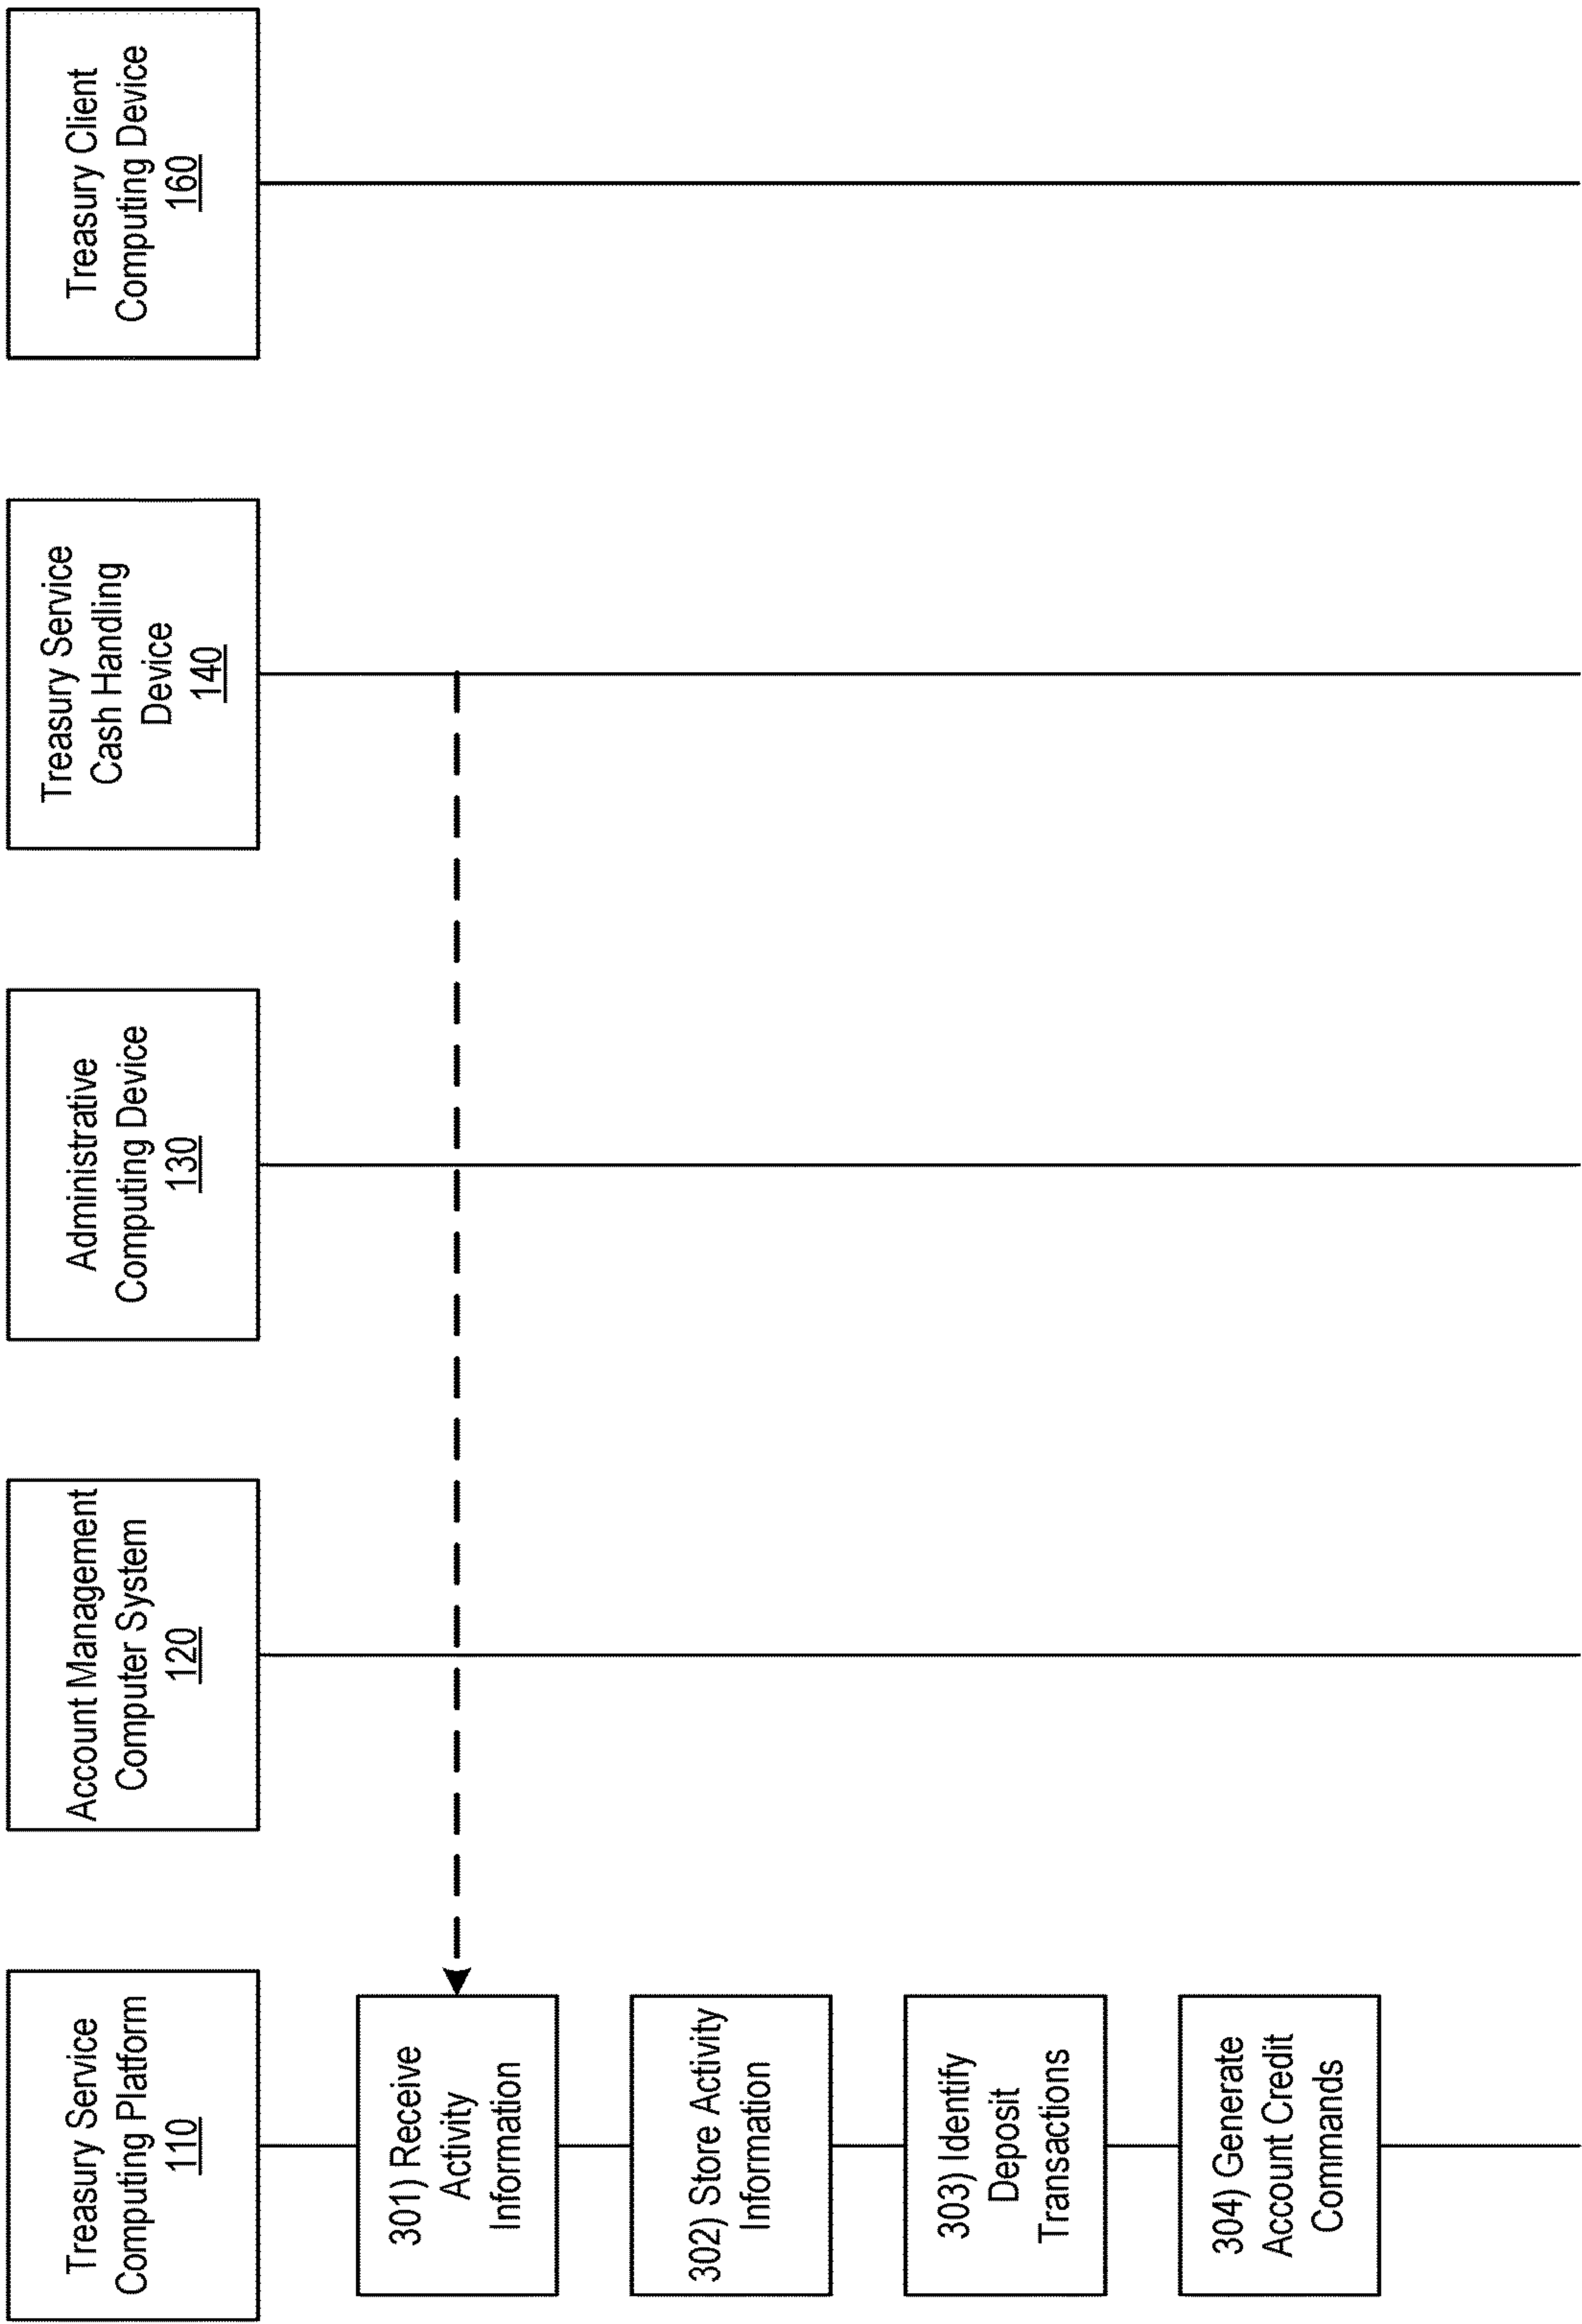 Treasury Service
Computing Platform
110
Account Management
Computer System
120
Administrative
Computing Device
130
Treasury Service
Cash Handling
Device
140
Treasury Client
Computing Device
160
301) Receive
Activity
Information
302) Store Activity
Information
303) Identify
Deposit
Transactions
304) Generate
Account Credit
Commands